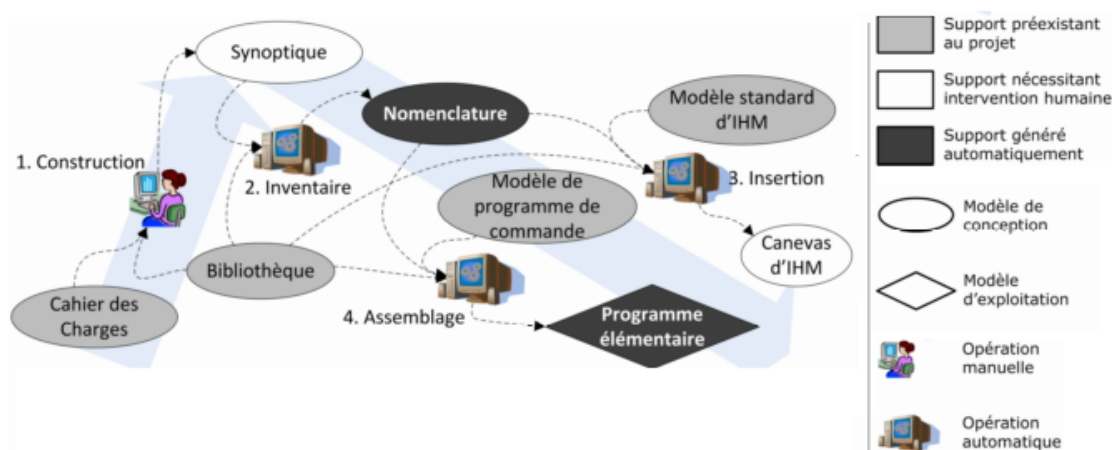 Synoptique
Nomenclature
Modèle standard
d'IHM
1. Construction
2. Inventaire
3. Insertion
Modèle de
programme de
commande
Canevas
d'IHM
Bibliothèque
Cahier des
Charges
4. Assemblage
Programme
élémentaire
Support préexistant
au projet
Support nécessitant
intervention humaine
Support généré
automatiquement
Modèle de
conception
Modèle
d'exploitation
Opération
manuelle
Opération
automatique